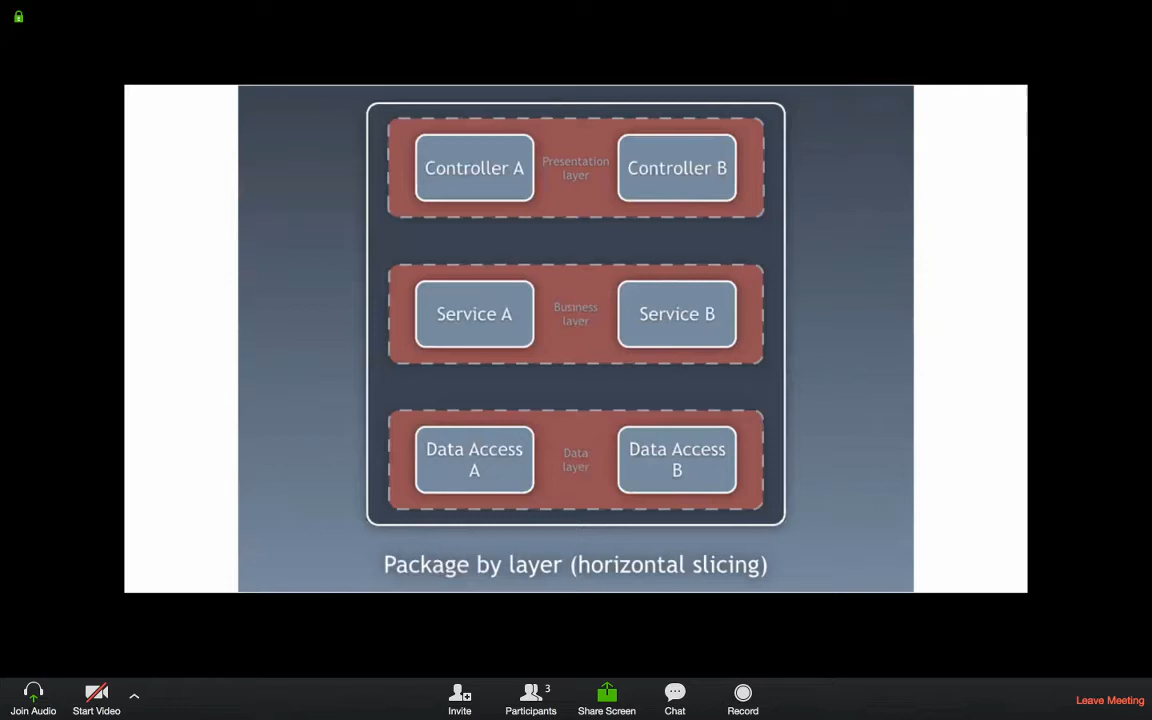 Controller A
Presentation
layer
Controller B
Service A
Business
layer
Service B
Data Access
A
Data
layer
Data Access
B
Package by layer (horizontal slicing)
Join Audio
Start Video
Invite
3
Participants
Share Screen
Chat
Record
Leave Meeting